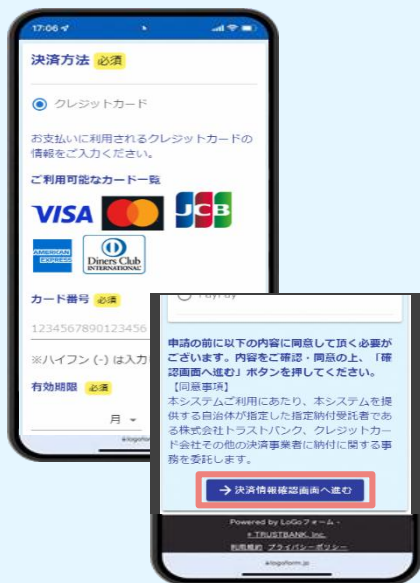 17:06
決済方法 必須
クレジットカード
お支払いに利用されるクレジットカードの
情報をご入力ください。
ご利用可能なカード一覧
VISA
JCB
AMERICAN EXPRESS
Diners Club
INTERNATIONAL
カード番号 必須
1234567890123456
※ハイフン (-) は入力
有効期限 必須
月
PayPay
申請の前に以下の内容に同意して頂く必要が
ございます。内容をご確認・同意の上、「確
認画面へ進む」ボタンを押してください。
【同意事項】
本システムご利用にあたり、本システムを提
供する自治体が指定した指定納付受託者であ
る株式会社トラストバンク、クレジットカー
ド会社その他の決済事業者に納付に関する事
務を委託します。
→ 決済情報確認画面へ進む
Powered by LoGoフォーム -
TRUSTBANK, Inc.
利用規約 プライバシーポリシー
logoform.jp